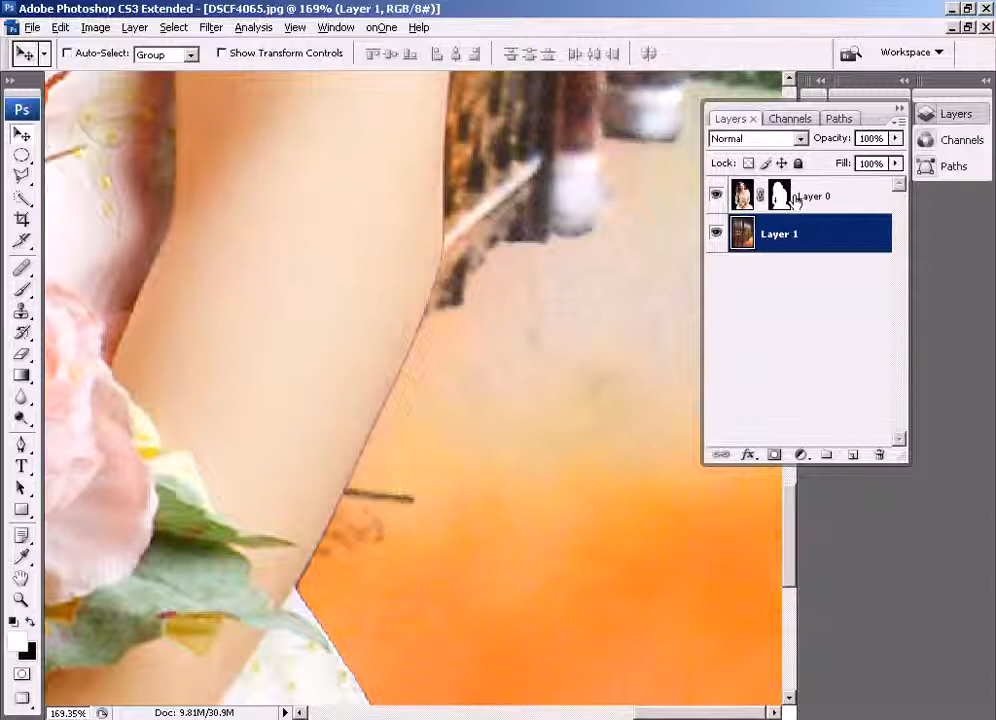 Adobe Photoshop CS3 Extended - [DSCF4065.jpg @ 169% (Layer 1, RGB/8#)]
File Edit Image Layer Select Filter Analysis View Window onOne Help
Auto-Select: Group Show Transform Controls Workspace
Ps
Layers Channels Paths
Normal Opacity: 100%
Lock: Fill: 100%
Layer 0
Layer 1
fx
Layers
Channels
Paths
T
169.35% Doc: 9.81M/30.9M